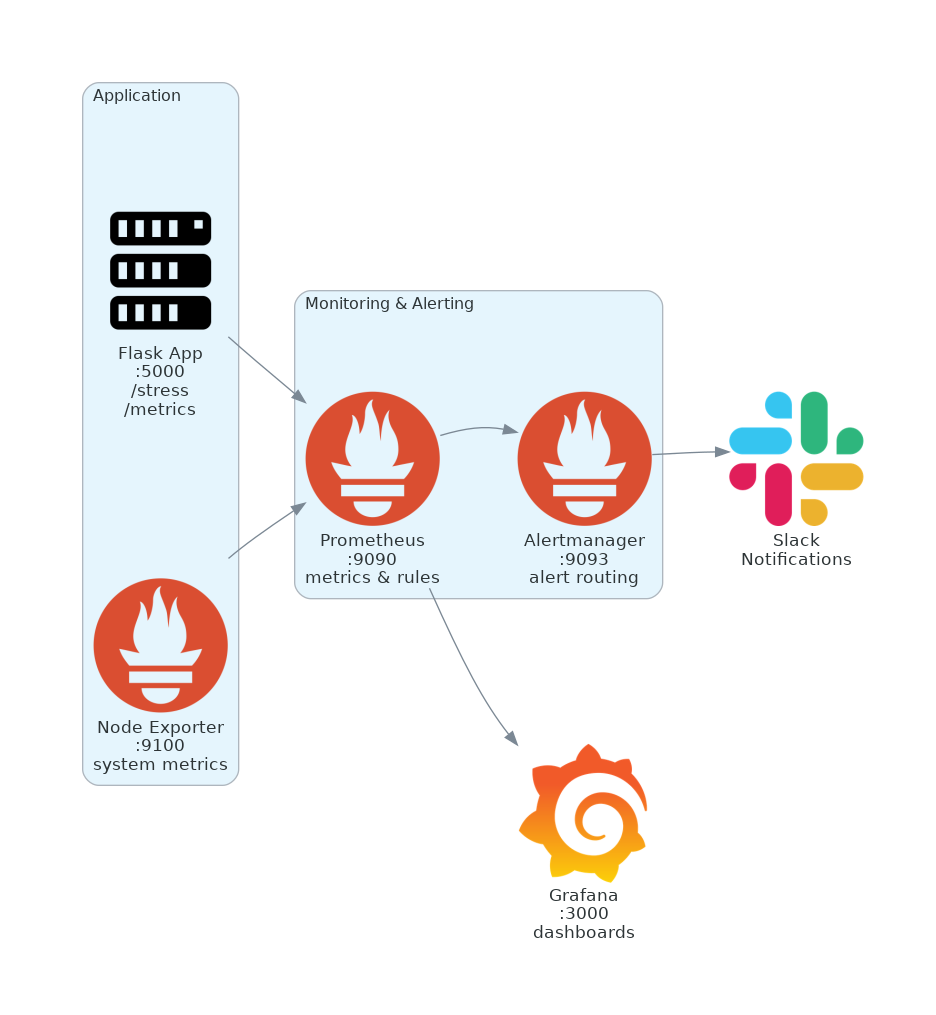 Application
Flask App
:5000
/stress
/metrics
Monitoring & Alerting
Prometheus
:9090
metrics & rules
Alertmanager
:9093
alert routing
Slack
Notifications
Node Exporter
:9100
system metrics
Grafana
:3000
dashboards